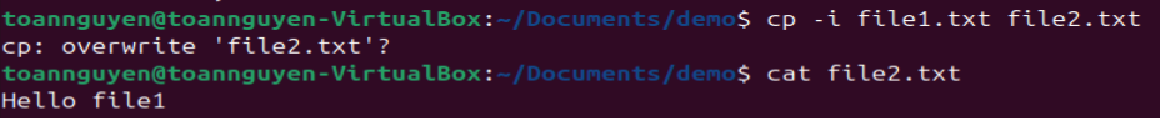 toannguyen@toannguyen-VirtualBox:~/Documents/demo$ cp -i file1.txt file2.txt
cp: overwrite 'file2.txt'?
toannguyen@toannguyen-VirtualBox:~/Documents/demo$ cat file2.txt
Hello file1